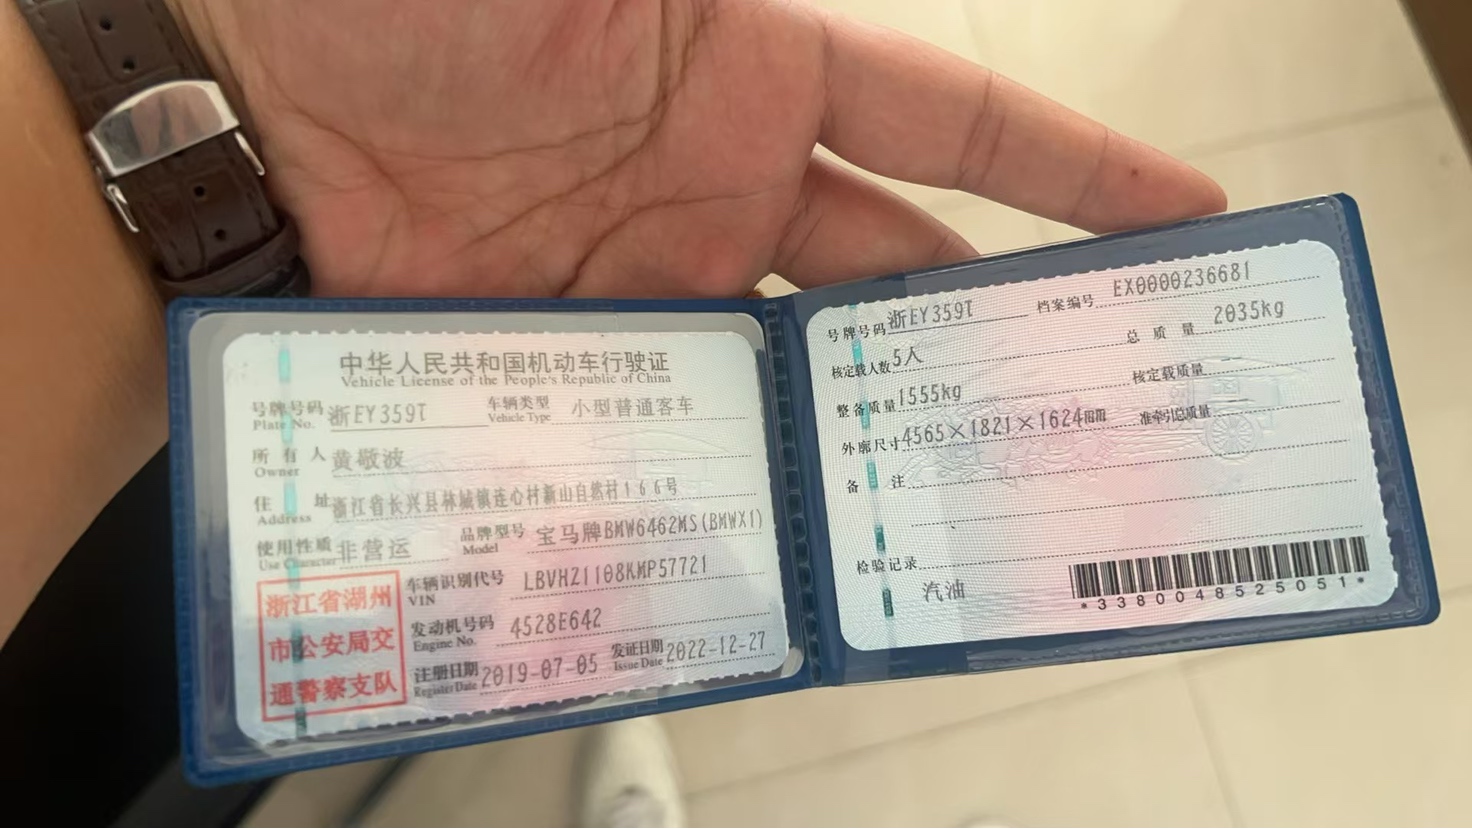 中华人民共和国机动车行驶证
Vehicle License of the People's Republic of China
号牌号码 浙EY359T 车辆类型 小型普通客车
Plate No. Vehicle Type
所有人 黄敬波
Owner
住址 浙江省长兴县林城镇连心村新山自然村166号
Address
使用性质 非营运 品牌型号 宝马牌BMW6462MS(BMWX1)
Use Character Model
浙江省湖州
市公安局交
通警察支队
车辆识别代号 LBVHZ1108KMP57721
VIN
发动机号码 4528E642
Engine No.
注册日期 2019-07-05 发证日期 2022-12-27
Register Date Issue Date
号牌号码 浙EY359T 档案编号 EX0000236681
核定载人数 5人 总质量 2035kg
整备质量 1555kg 核定载质量
外廓尺寸 4565×1821×1624mm 准牵引总质量
备注
检验记录
汽油
*3380048525051*